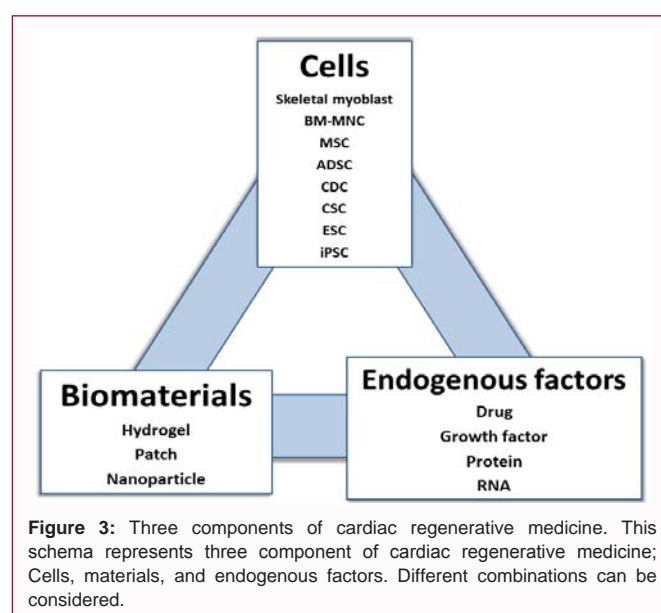 Cells
Skeletal myoblast
BM-MNC
MSC
ADSC
CDC
CSC
ESC
iPSC
Biomaterials
Hydrogel
Patch
Nanoparticle
Endogenous factors
Drug
Growth factor
Protein
RNA
Figure 3: Three components of cardiac regenerative medicine. This
schema represents three component of cardiac regenerative medicine;
Cells, materials, and endogenous factors. Different combinations can be
considered.